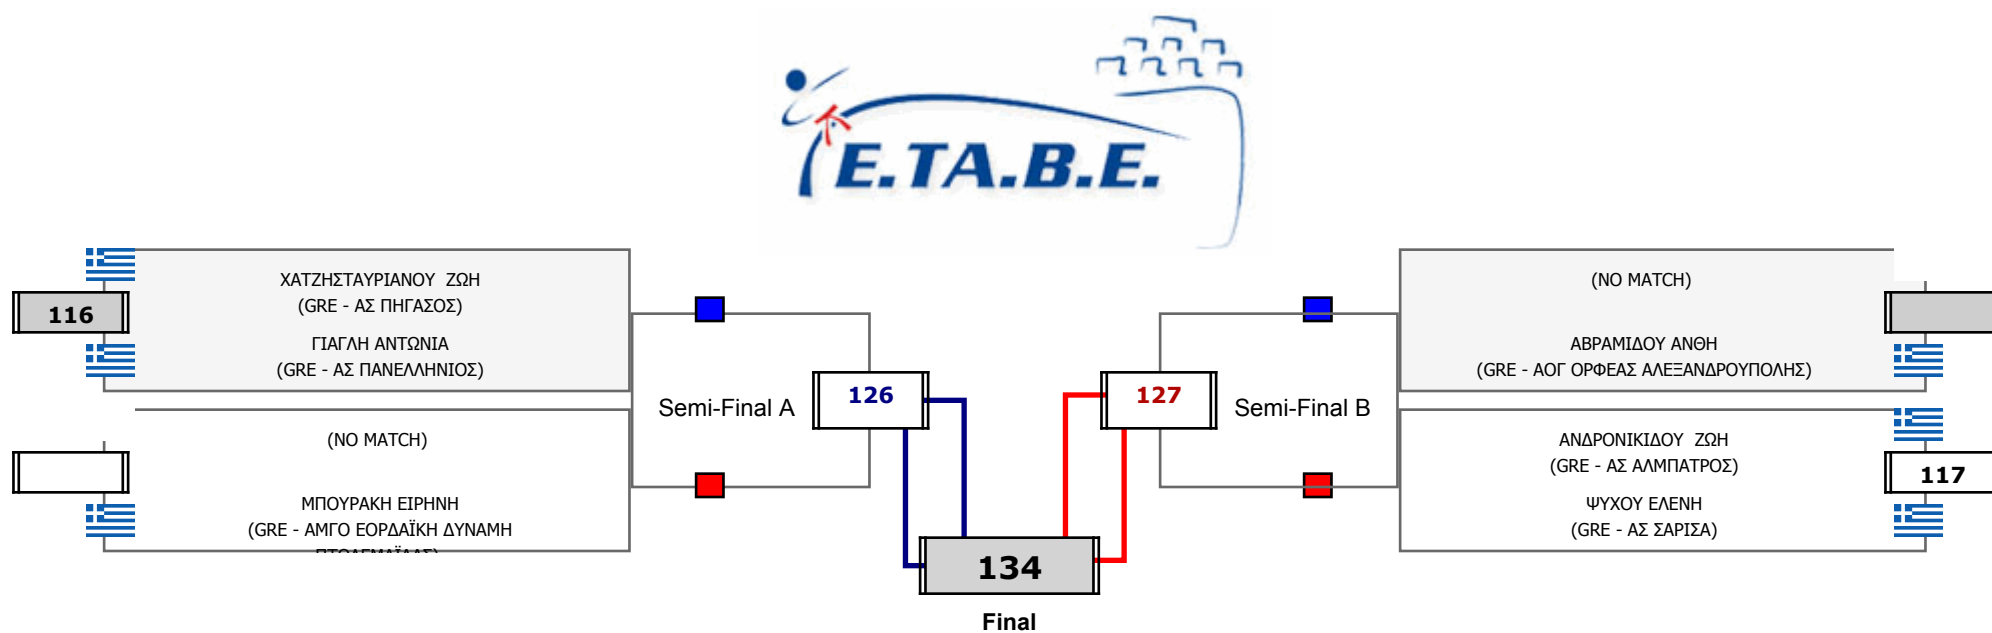 E.TA.B.E.
ΧΑΤΖΗΣΤΑΥΡΙΑΝΟΥ ΖΩΗ
(GRE - ΑΣ ΠΗΓΑΣΟΣ)
116
ΓΙΑΓΛΗ ΑΝΤΩΝΙΑ
(GRE - ΑΣ ΠΑΝΕΛΛΗΝΙΟΣ)
(NO MATCH)
ΜΠΟΥΡΑΚΗ ΕΙΡΗΝΗ
(GRE - ΑΜΓΟ ΕΟΡΔΑΪΚΗ ΔΥΝΑΜΗ
Semi-Final A
126
134
Final
127
Semi-Final B
(NO MATCH)
ΑΒΡΑΜΙΔΟΥ ΑΝΘΗ
(GRE - ΑΟΓ ΟΡΦΕΑΣ ΑΛΕΞΑΝΔΡΟΥΠΟΛΗΣ)
ΑΝΔΡΟΝΙΚΙΔΟΥ ΖΩΗ
(GRE - ΑΣ ΑΛΜΠΑΤΡΟΣ)
117
ΨΥΧΟΥ ΕΛΕΝΗ
(GRE - ΑΣ ΣΑΡΙΣΑ)